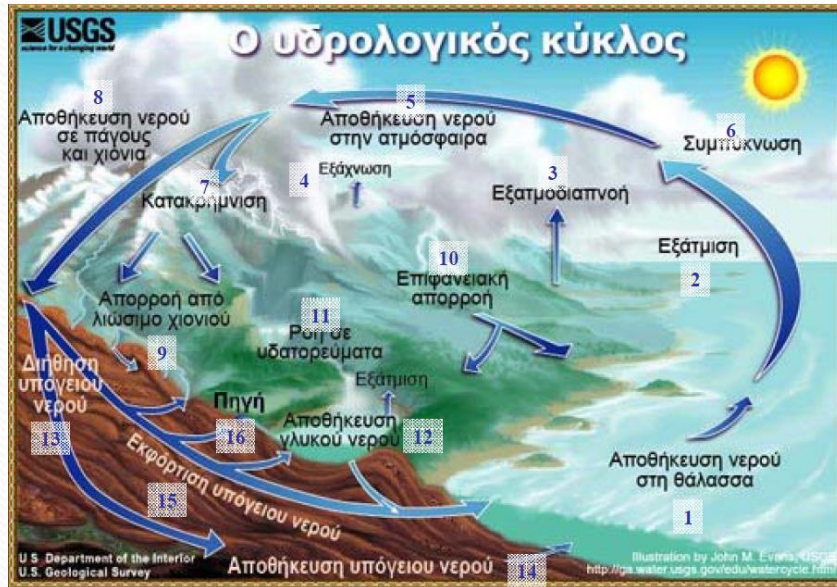 USGS
science for a changing world
Ο υδρολογικός κύκλος
8
Αποθήκευση νερού
σε πάγους
και χιόνια
5
Αποθήκευση νερού
στην ατμόσφαιρα
6
Συμπύκνωση
7
Κατακρήμνιση
4
Εξάχνωση
3
Εξατμοδιαπνοή
Εξάτμιση
2
10
Επιφανειακή
απορροή
Απορροή από
λιώσιμο χιονιού
9
11
Ροή σε
υδατορεύματα
Διήθηση
υπόγειου
νερού
13
Πηγή
16
Εξάτμιση
Αποθήκευση
γλυκού νερού
12
Εκφόρτιση υπόγειου νερού
15
Αποθήκευση νερού
στη θάλασσα
1
Αποθήκευση υπόγειου νερού
14
U.S. Department of the Interior
U.S. Geological Survey
Illustration by John M. Evans, USGS
http://ga.water.usgs.gov/edu/watercycle.html